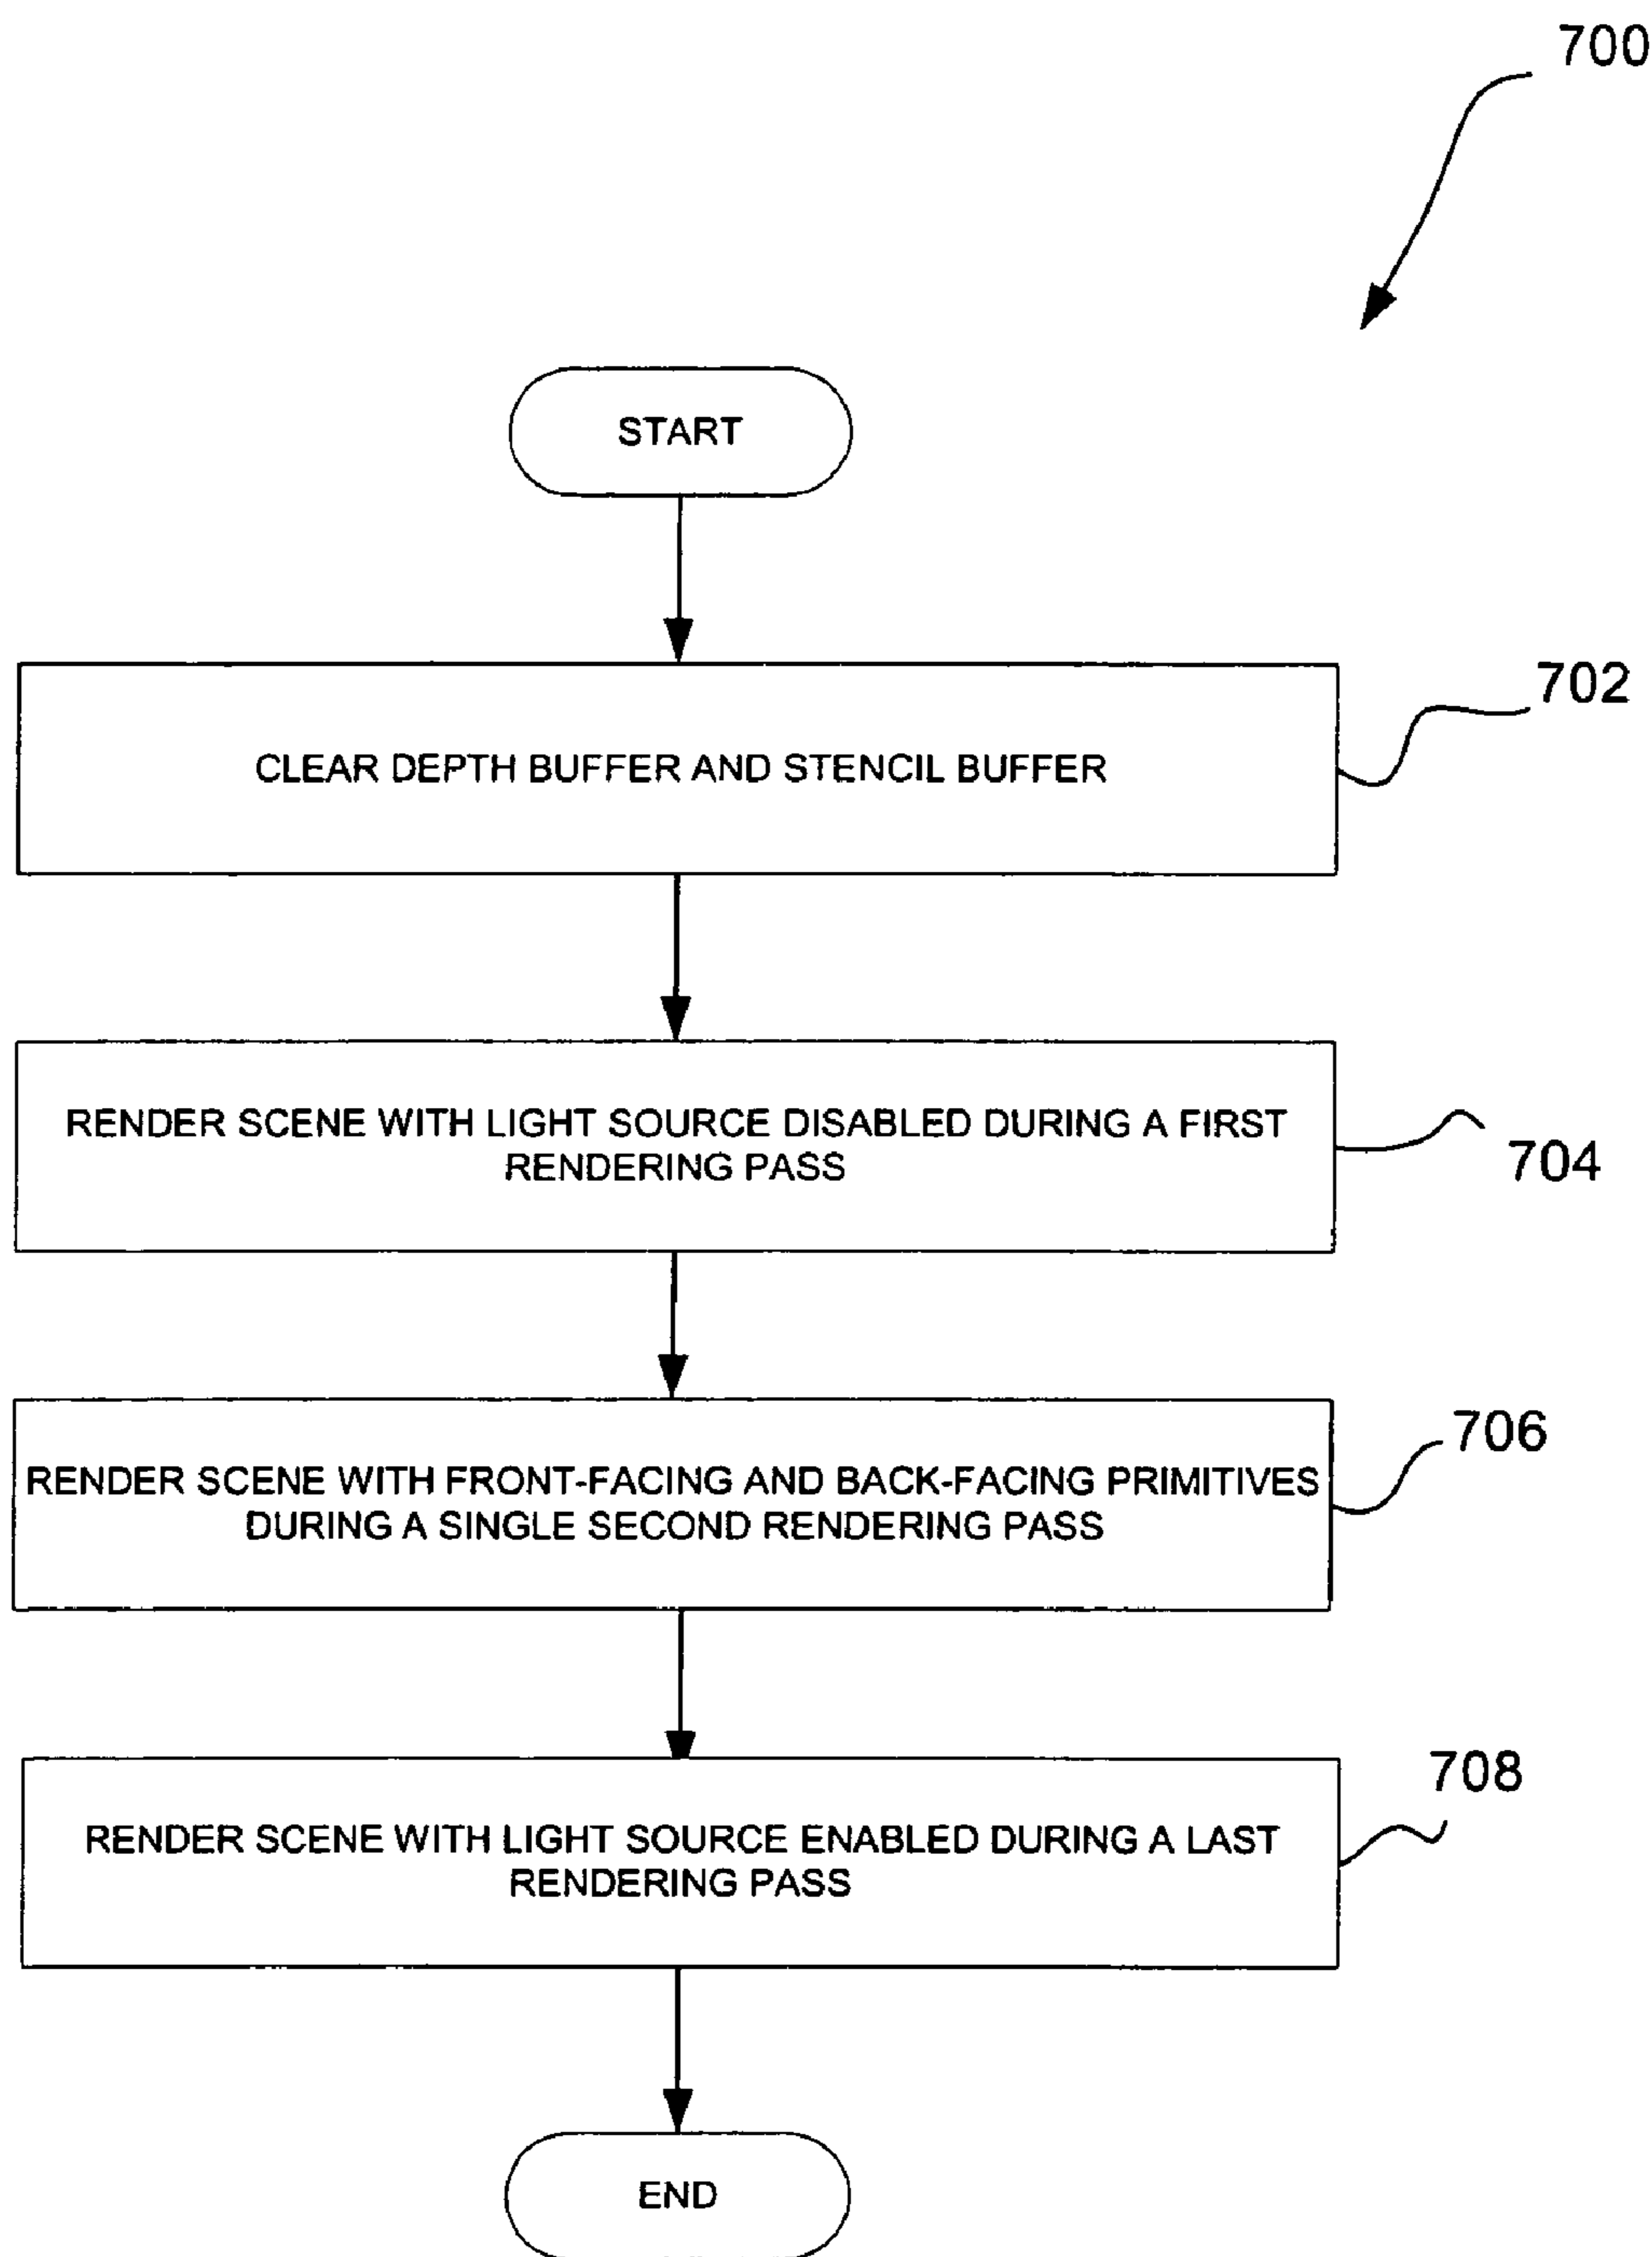 700
START
CLEAR DEPTH BUFFER AND STENCIL BUFFER
702
RENDER SCENE WITH LIGHT SOURCE DISABLED DURING A FIRST
RENDERING PASS
704
RENDER SCENE WITH FRONT-FACING AND BACK-FACING PRIMITIVES
DURING A SINGLE SECOND RENDERING PASS
706
RENDER SCENE WITH LIGHT SOURCE ENABLED DURING A LAST
RENDERING PASS
708
END